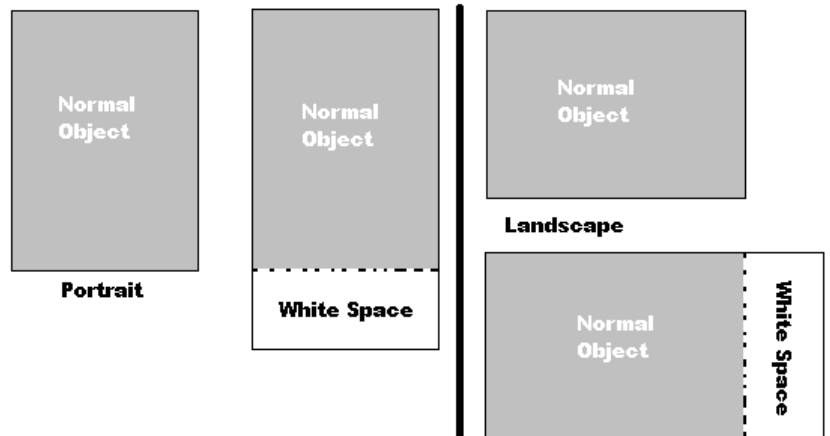 Normal
Object
Portrait
Normal
Object
White Space
Normal
Object
Landscape
Normal
Object
White Space